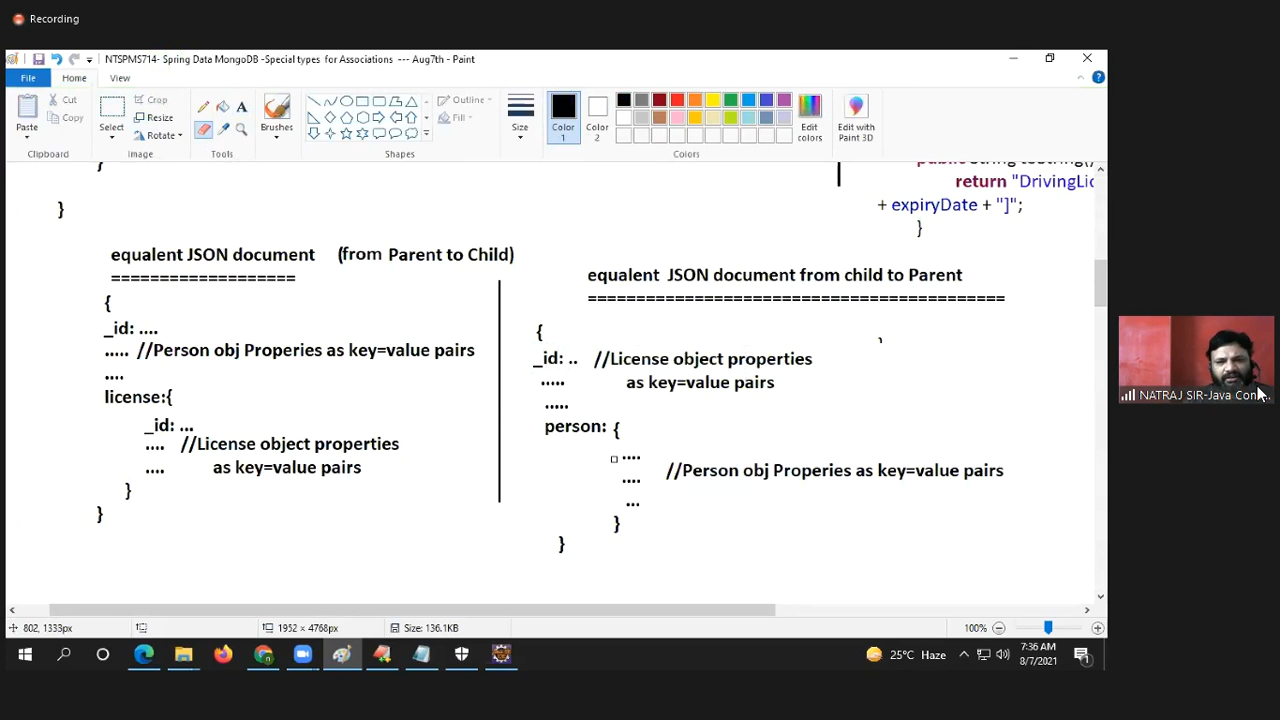 Recording
NTSPMS714- Spring Data MongoDB -Special types for Associations --- Aug7th - Paint
File
Home
View
Paste
Cut
Copy
Clipboard
Select
Crop
Resize
Rotate
Image
A
Tools
Brushes
Outline
Fill
Shapes
Size
Color 1
Color 2
Edit colors
Colors
Edit with Paint 3D
}
}
return "DrivingLic
+ expiryDate + "]";
}
equalent JSON document (from Parent to Child)
===================
{
_id: ....
..... //Person obj Properies as key=value pairs
....
license:{
_id: ...
.... //License object properties
.... as key=value pairs
}
}
equalent JSON document from child to Parent
==========================================
{
_id: .. //License object properties
..... as key=value pairs
.....
person: {
....
.... //Person obj Properies as key=value pairs
...
}
}
NATRAJ SIR-Java Con...
802, 1333px
1952 × 4768px
Size: 136.1KB
100%
25°C Haze
7:36 AM
8/7/2021
1